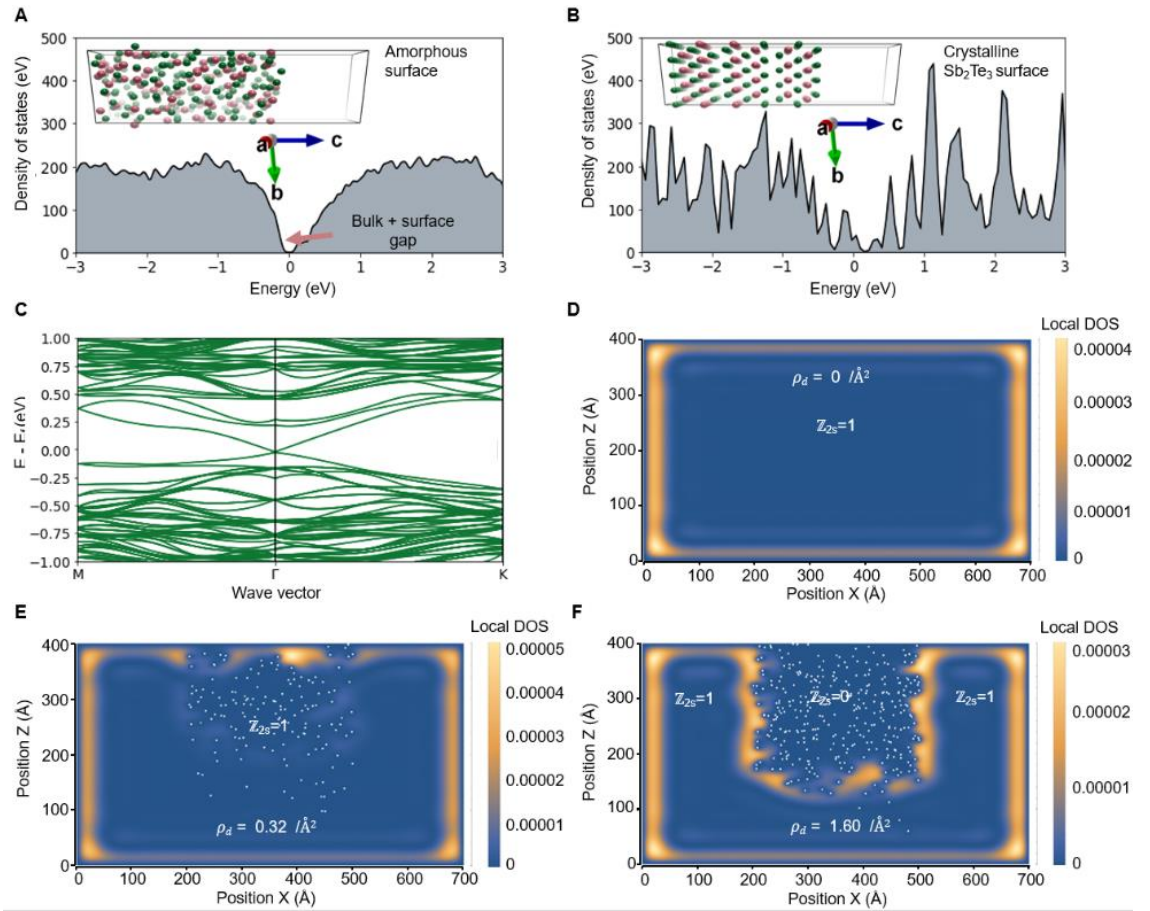 A
Density of states (eV)
500
400
300
200
100
0
−3
−2
−1
0
1
2
3
Energy (eV)
Amorphous
surface
a
b
c
Bulk + surface
gap
B
Density of states (eV)
500
400
300
200
100
0
−3
−2
−1
0
1
2
3
Energy (eV)
Crystalline
Sb₂Te₃ surface
a
b
c
C
1.00
0.75
0.50
0.25
0.00
−0.25
−0.50
−0.75
−1.00
M
Γ
K
Wave vector
D
Local DOS
400
300
200
100
0
Position Z (Å)
0
100
200
300
400
500
600
700
Position X (Å)
ρd = 0 /Å²
ℤ₂ₛ=1
0.00004
0.00003
0.00002
0.00001
0
E
Local DOS
400
300
200
100
0
Position Z (Å)
0
100
200
300
400
500
600
700
Position X (Å)
ℤ₂ₛ=1
ρd = 0.32 /Å²
0.00005
0.00004
0.00003
0.00002
0.00001
0
F
Local DOS
400
300
200
100
0
Position Z (Å)
0
100
200
300
400
500
600
700
Position X (Å)
ℤ₂ₛ=1
ℤ₂ₛ=0
ℤ₂ₛ=1
ρd = 1.60 /Å²
0.00003
0.00002
0.00001
0